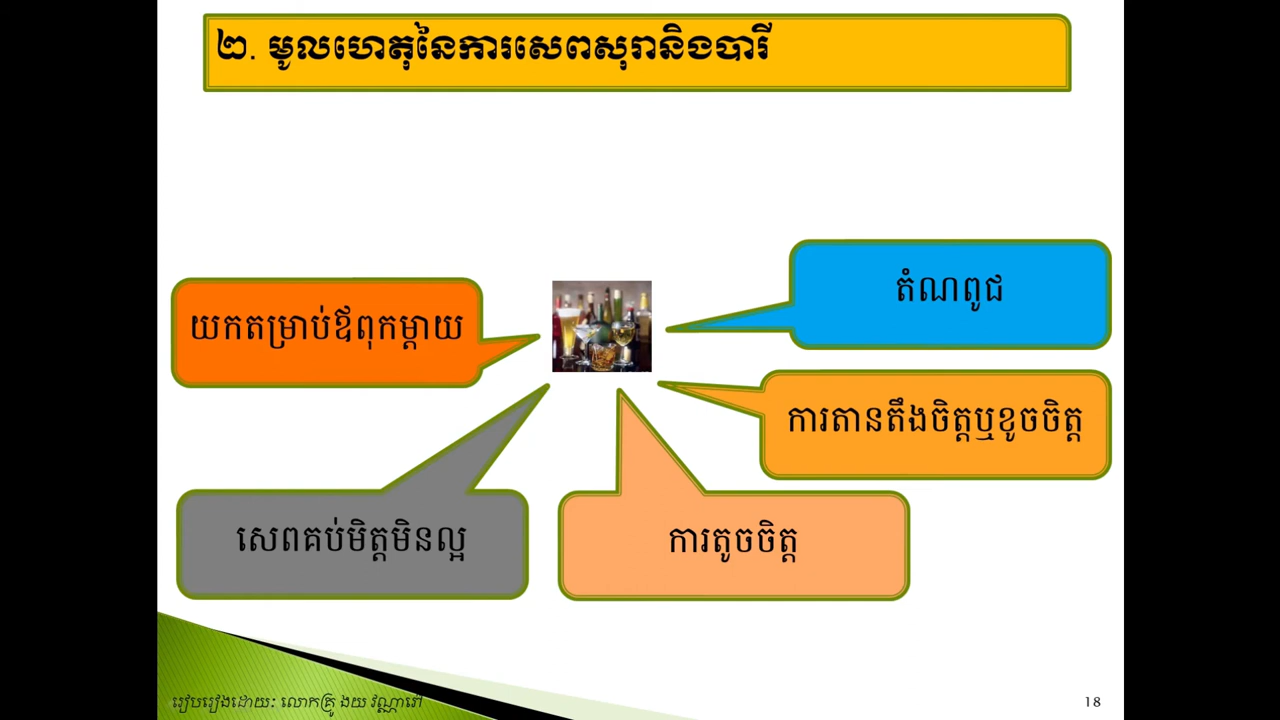 ២. មូលហេតុនៃការសេពសុរានិងបារី
តំណពូជ
យកតម្រាប់ឪពុកម្តាយ
ការតានតឹងចិត្តឬខូចចិត្ត
សេពគប់មិត្តមិនល្អ
ការតូចចិត្ត
រៀបរៀងដោយ: លោកគ្រូ ងយ វណ្ណារៅ
18